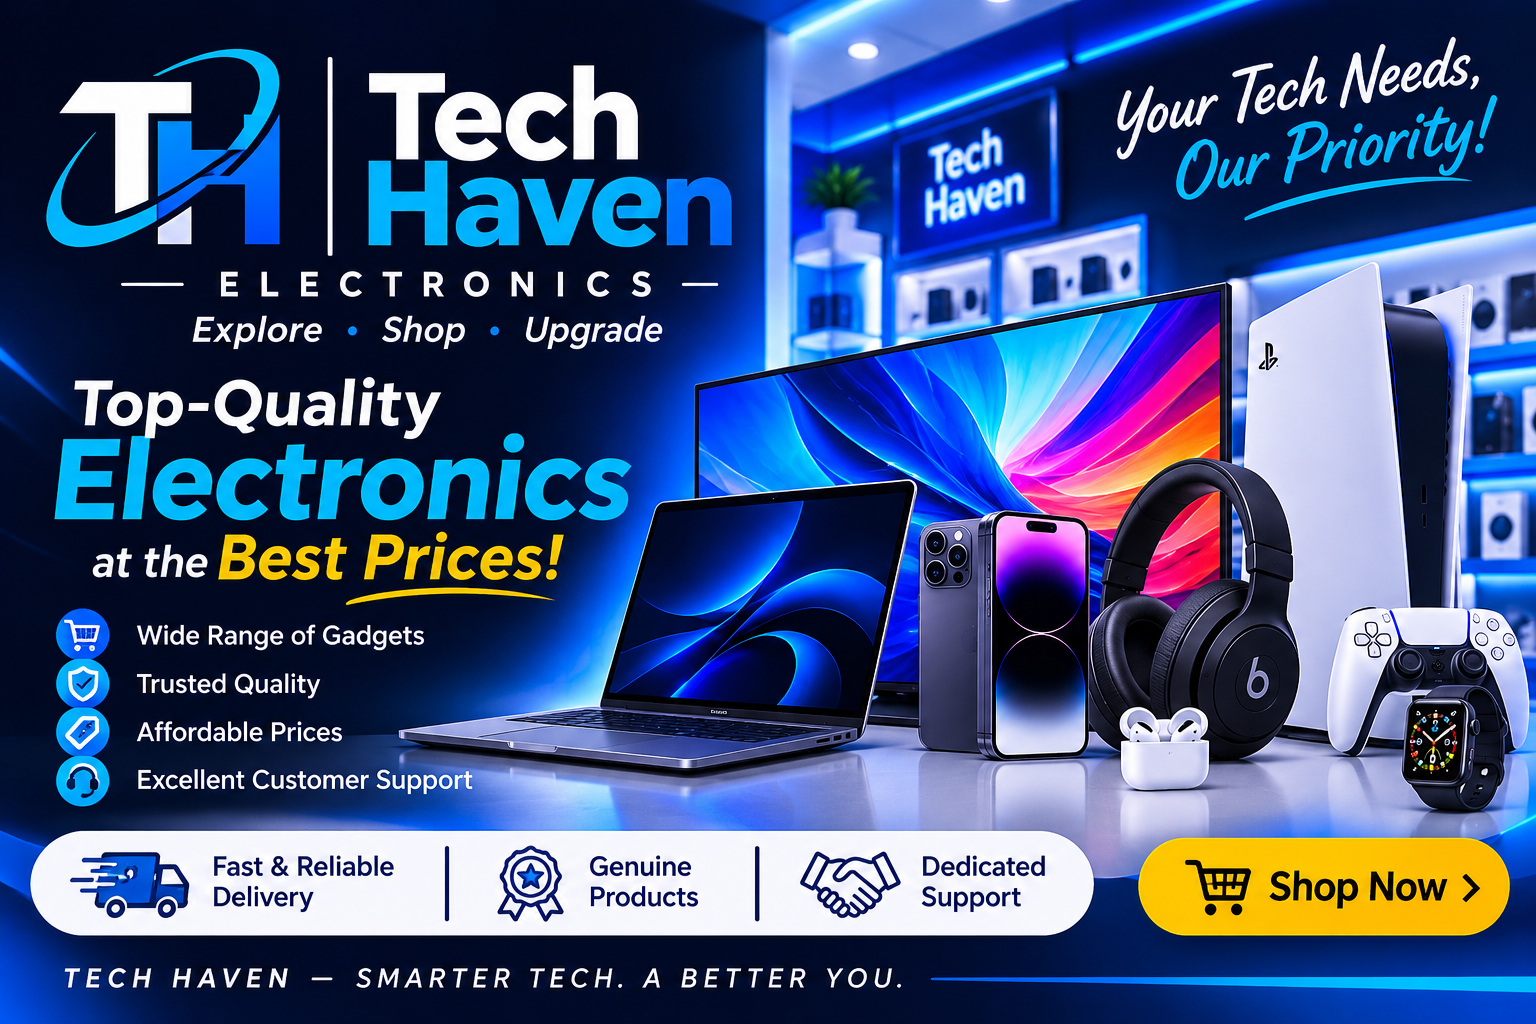 TH
Tech
Haven
ELECTRONICS
Explore • Shop • Upgrade
Your Tech Needs,
Our Priority!
Tech
Haven
Top-Quality
Electronics
at the Best Prices!
Wide Range of Gadgets
Trusted Quality
Affordable Prices
Excellent Customer Support
b
Fast & Reliable
Delivery
Genuine
Products
Dedicated
Support
Shop Now
TECH HAVEN — SMARTER TECH. A BETTER YOU.